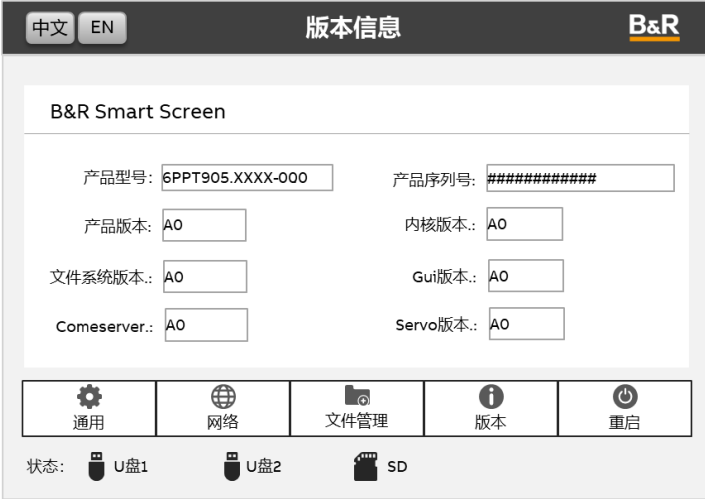 中文 EN 版本信息 B&R
B&R Smart Screen
产品型号: 6PPT905.XXXX-000 产品序列号: ############
产品版本: A0 内核版本.: A0
文件系统版本.: A0 Gui版本.: A0
Comeserver.: A0 Servo版本.: A0
通用 网络 文件管理 版本 重启
状态: U盘1 U盘2 SD